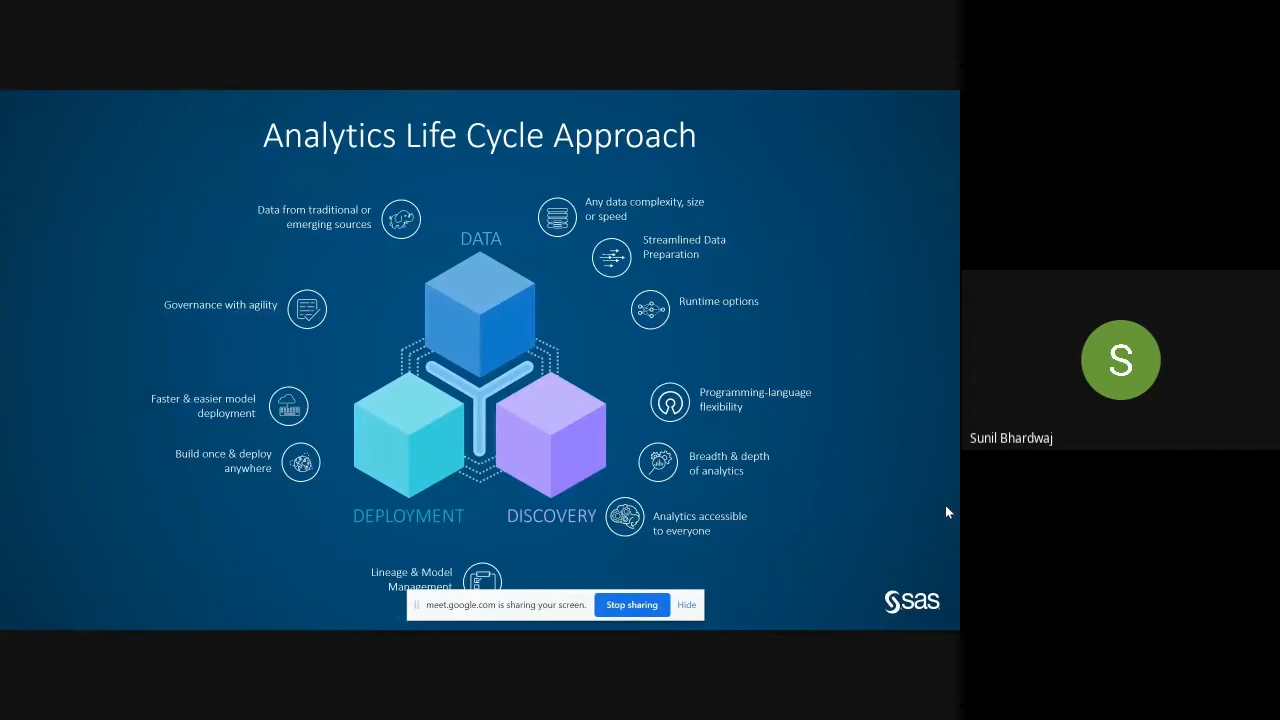 Analytics Life Cycle Approach
Data from traditional or
emerging sources
Any data complexity, size
or speed
DATA
Streamlined Data
Preparation
Governance with agility
Runtime options
Faster & easier model
deployment
Programming-language
flexibility
Build once & deploy
anywhere
Breadth & depth
of analytics
DEPLOYMENT
DISCOVERY
Analytics accessible
to everyone
Lineage & Model
Management
meet.google.com is sharing your screen.
Stop sharing
Hide
sas
S
Sunil Bhardwaj